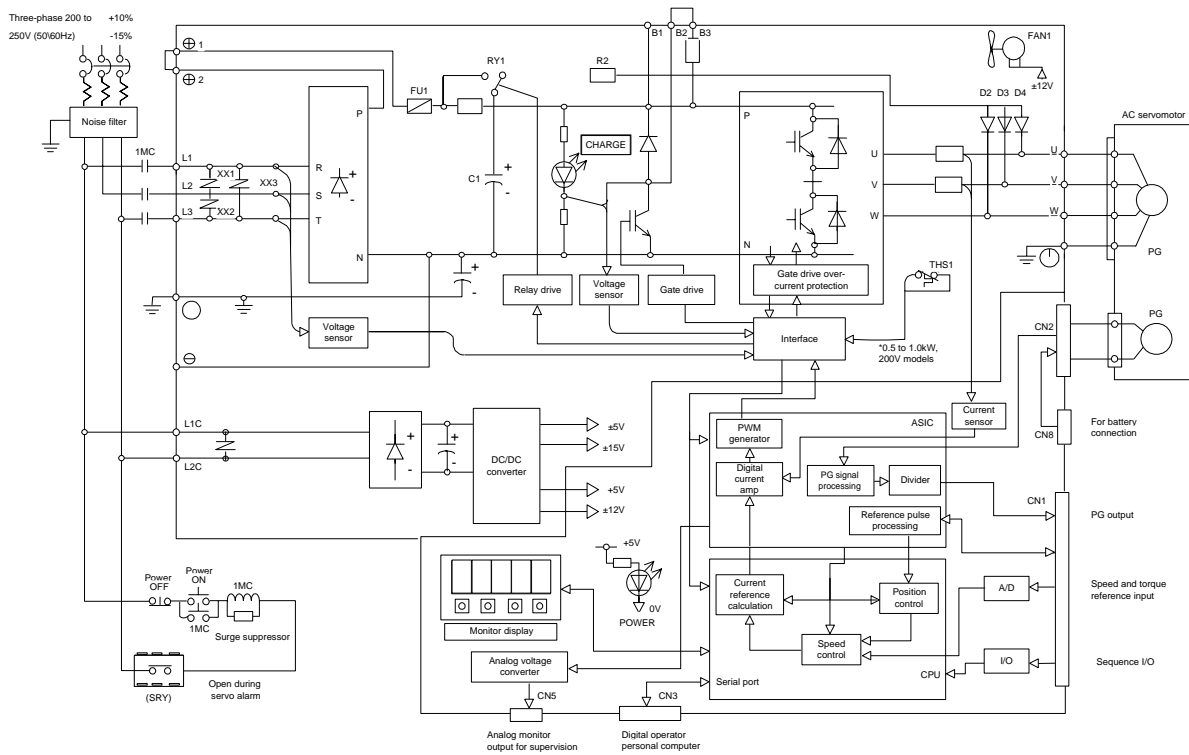 Three-phase 200 to +10%
250V (50\60Hz) -15%
Noise filter
1MC
L1
L2
L3
XX1
XX2
XX3
1
2
FU1
RY1
P
R
S
T
N
+
-
C1
+
-
+
-
CHARGE
B1
B2
B3
R2
FAN1
±12V
D2
D3
D4
AC servomotor
P
N
U
V
W
U
V
W
PG
THS1
Relay drive
Voltage
sensor
Gate drive
Gate drive over-
current protection
Voltage
sensor
Interface
*0.5 to 1.0kW,
200V models
CN2
PG
L1C
L2C
+
-
+
-
DC/DC
converter
±5V
±15V
+5V
±12V
PWM
generator
ASIC
Current
sensor
CN8
For battery
connection
Digital
current
amp
PG signal
processing
Divider
CN1
PG output
Reference pulse
processing
Power
OFF
Power
ON
1MC
1MC
Surge suppressor
(SRY)
Open during
servo alarm
+5V
0V
POWER
Monitor display
Current
reference
calculation
Position
control
A/D
Speed and torque
reference input
Speed
control
CPU
I/O
Sequence I/O
Analog voltage
converter
Serial port
CN5
CN3
Analog monitor
output for supervision
Digital operator
personal computer